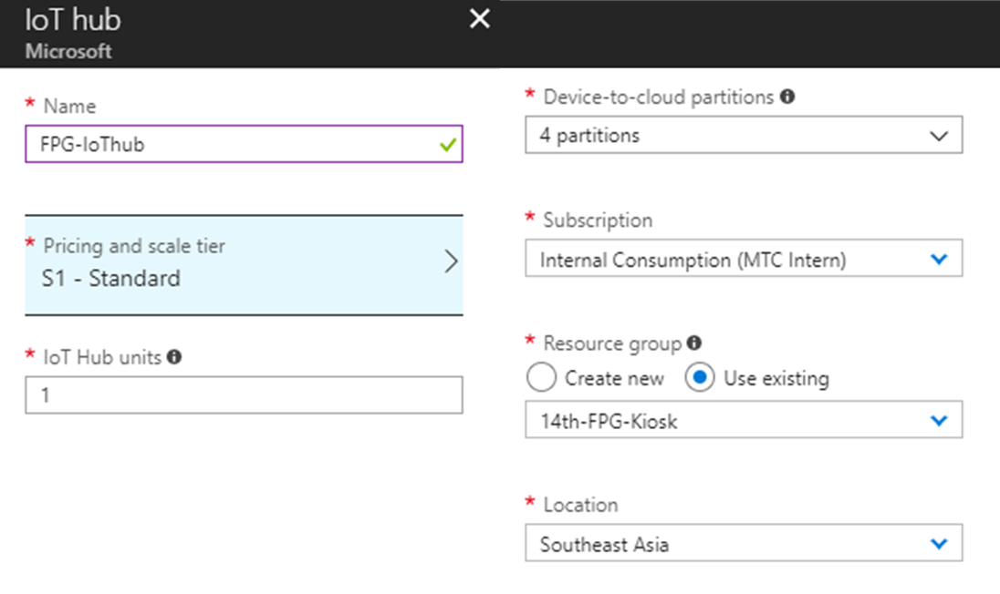 IoT hub
Microsoft
* Name
FPG-IoThub
* Pricing and scale tier
S1 - Standard
* IoT Hub units
1
* Device-to-cloud partitions
4 partitions
* Subscription
Internal Consumption (MTC Intern)
* Resource group
Create new Use existing
14th-FPG-Kiosk
* Location
Southeast Asia